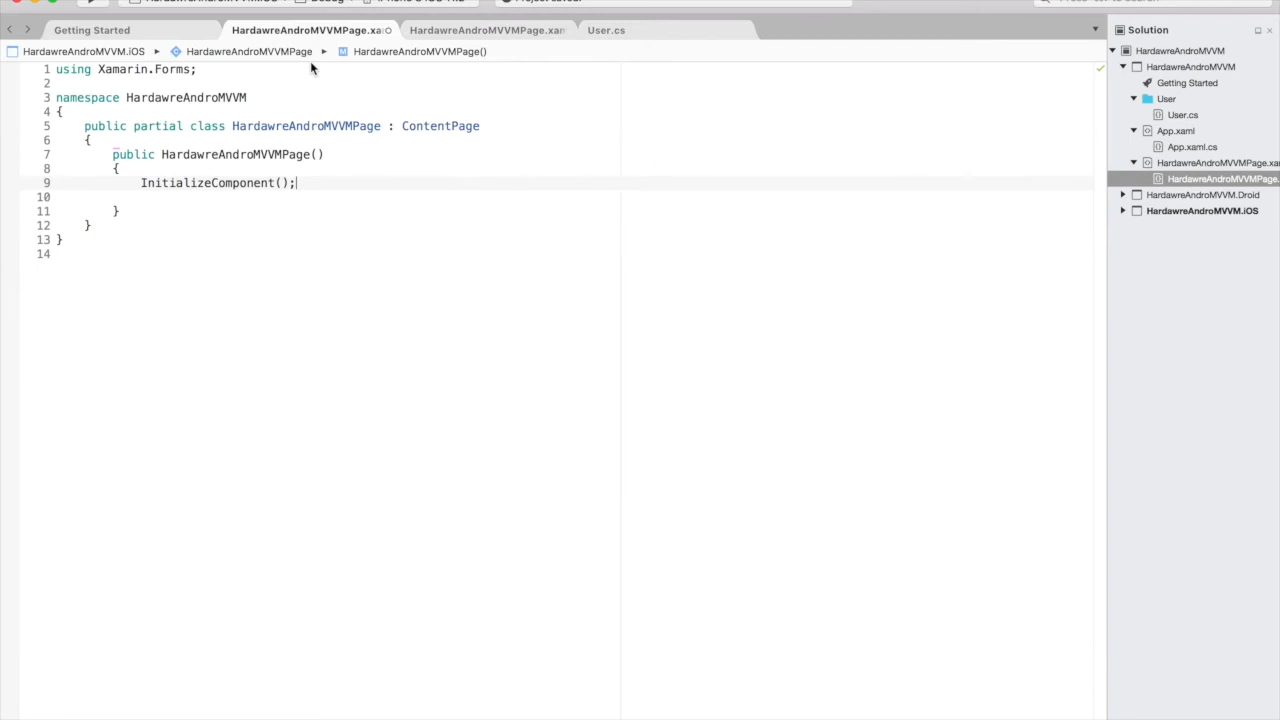 Getting Started
HardawreAndroMVVMPage.xa
HardawreAndroMVVMPage.xam
User.cs
HardawreAndroMVVM.iOS
HardawreAndroMVVMPage
HardawreAndroMVVMPage()
1 using Xamarin.Forms;
2
3 namespace HardawreAndroMVVM
4 {
5 public partial class HardawreAndroMVVMPage : ContentPage
6 {
7 public HardawreAndroMVVMPage()
8 {
9 InitializeComponent();
10
11 }
12 }
13 }
14
Solution
HardawreAndroMVVM
HardawreAndroMVVM
Getting Started
User
User.cs
App.xaml
App.xaml.cs
HardawreAndroMVVMPage.xa
HardawreAndroMVVMPage.
HardawreAndroMVVM.Droid
HardawreAndroMVVM.iOS